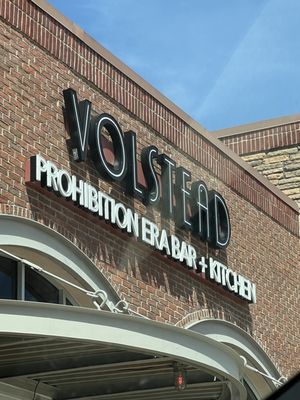 VOLSTEAD
PROHIBITION ERA BAR + KITCHEN